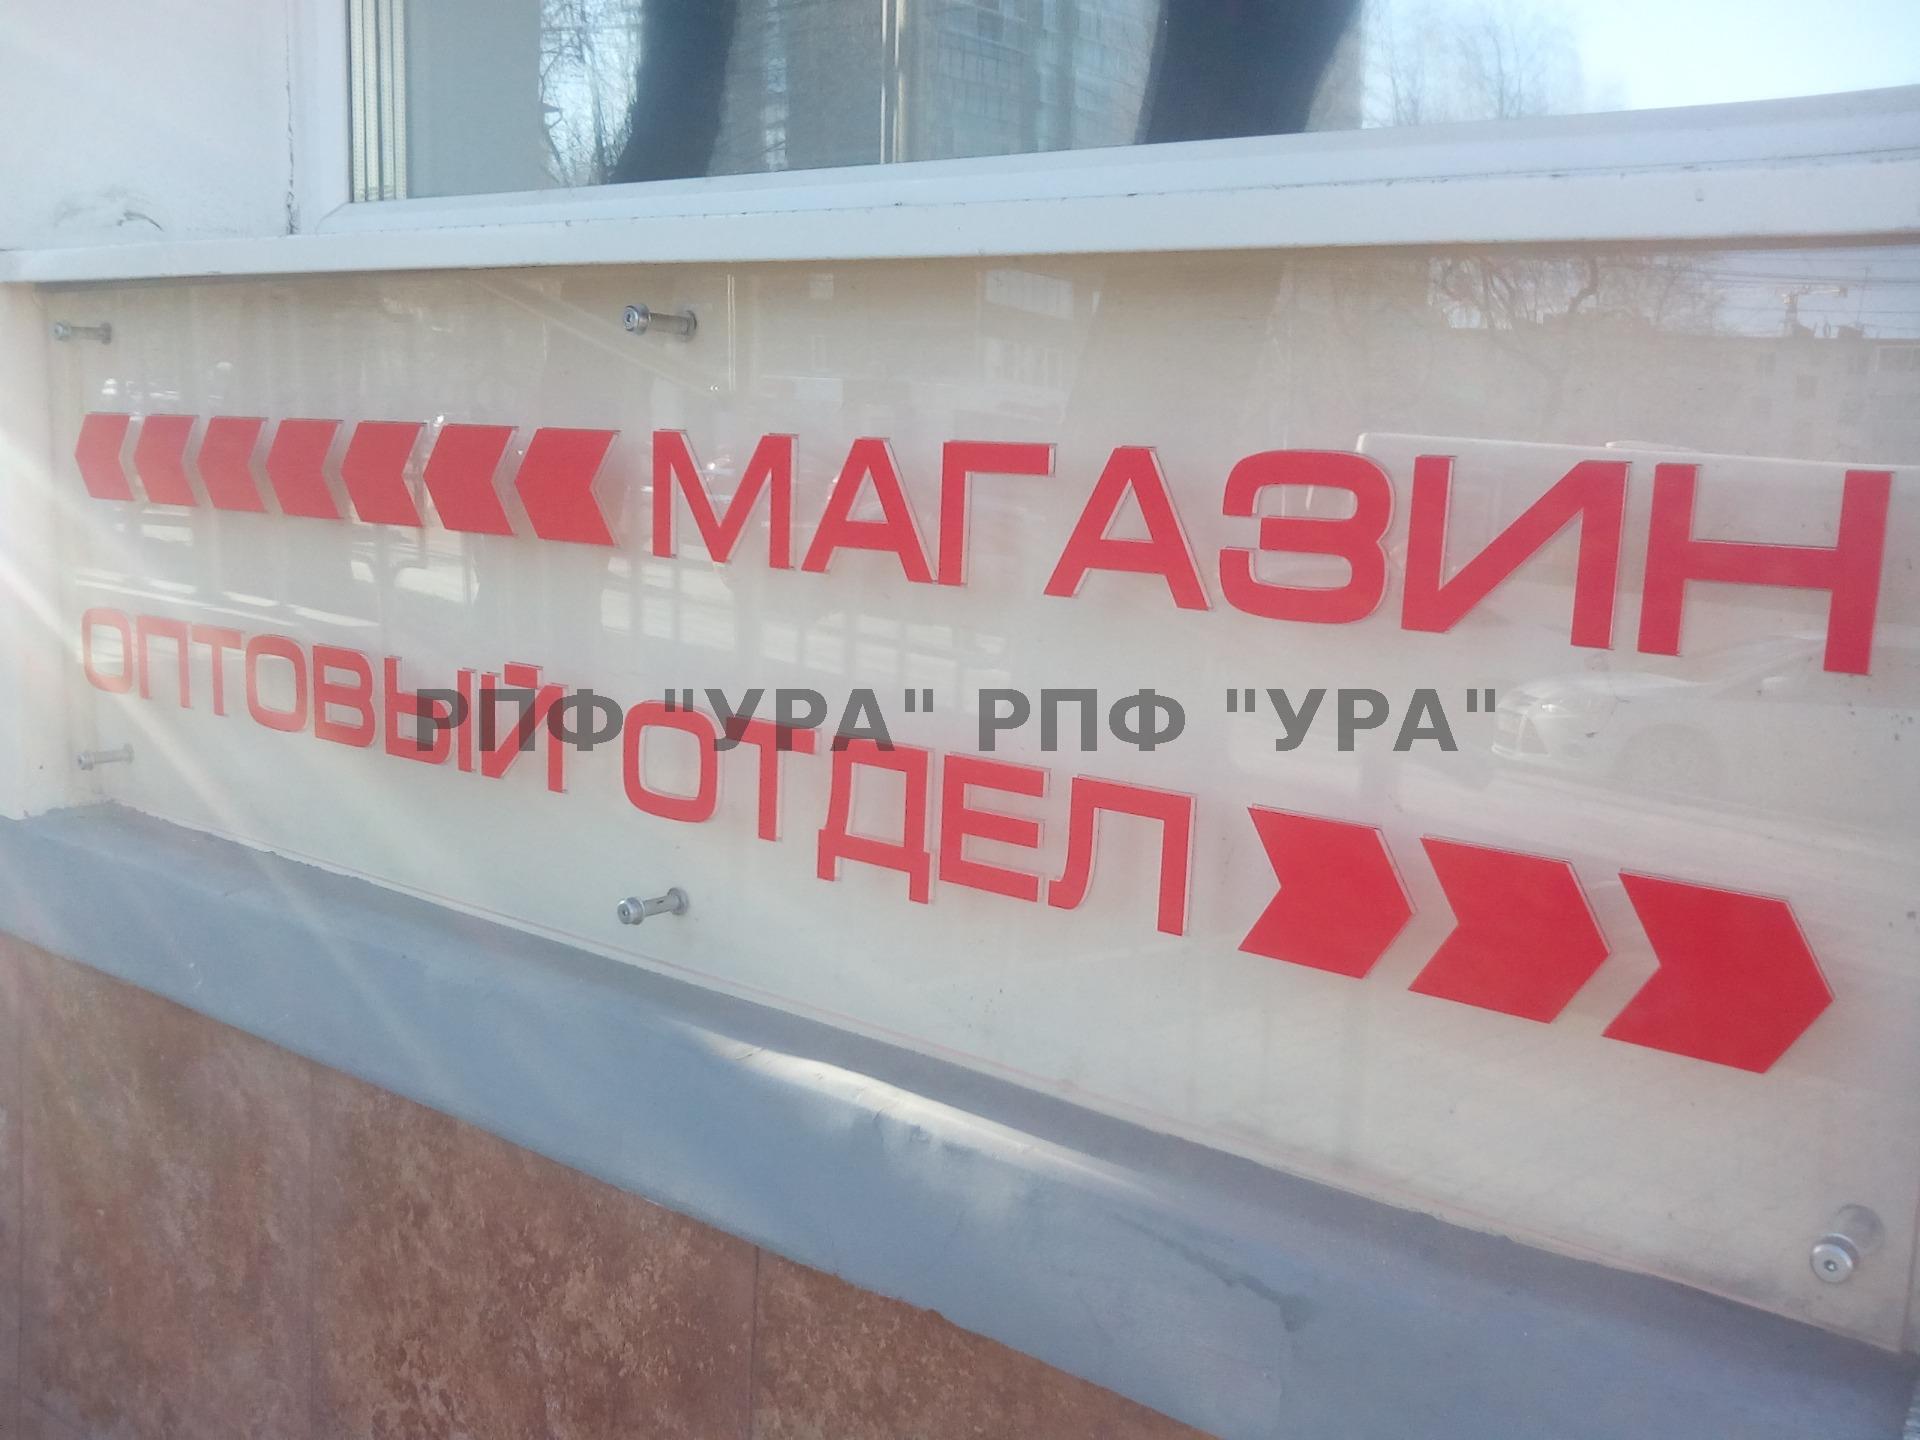 МАГАЗИН
ОПТОВЫЙ ОТДЕЛ
РПФ "УРА" РПФ "УРА"